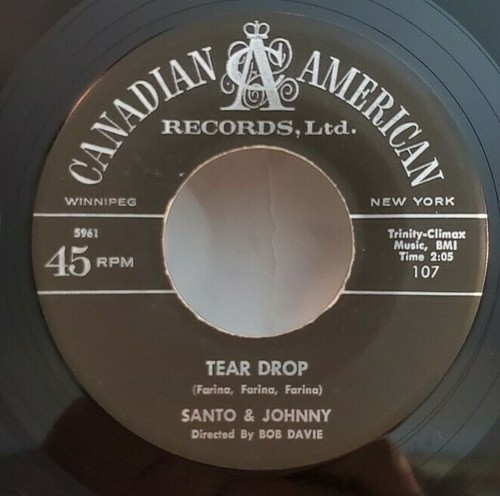 CANADIAN AMERICAN
RECORDS, Ltd.
WINNIPEG
NEW YORK
5961
45 RPM
Trinity-Climax
Music, BMI
Time 2:05
107
TEAR DROP
(Farina, Farina, Farina)
SANTO & JOHNNY
Directed By BOB DAVIE